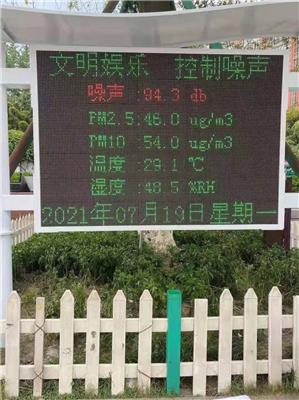 文明娱乐 控制噪声
噪声:94.3 db
PM2.5:46.0 ug/m3
PM10 :54.0 ug/m3
温度:29.1 ℃
湿度:48.5 %RH
2021年07月19日星期一